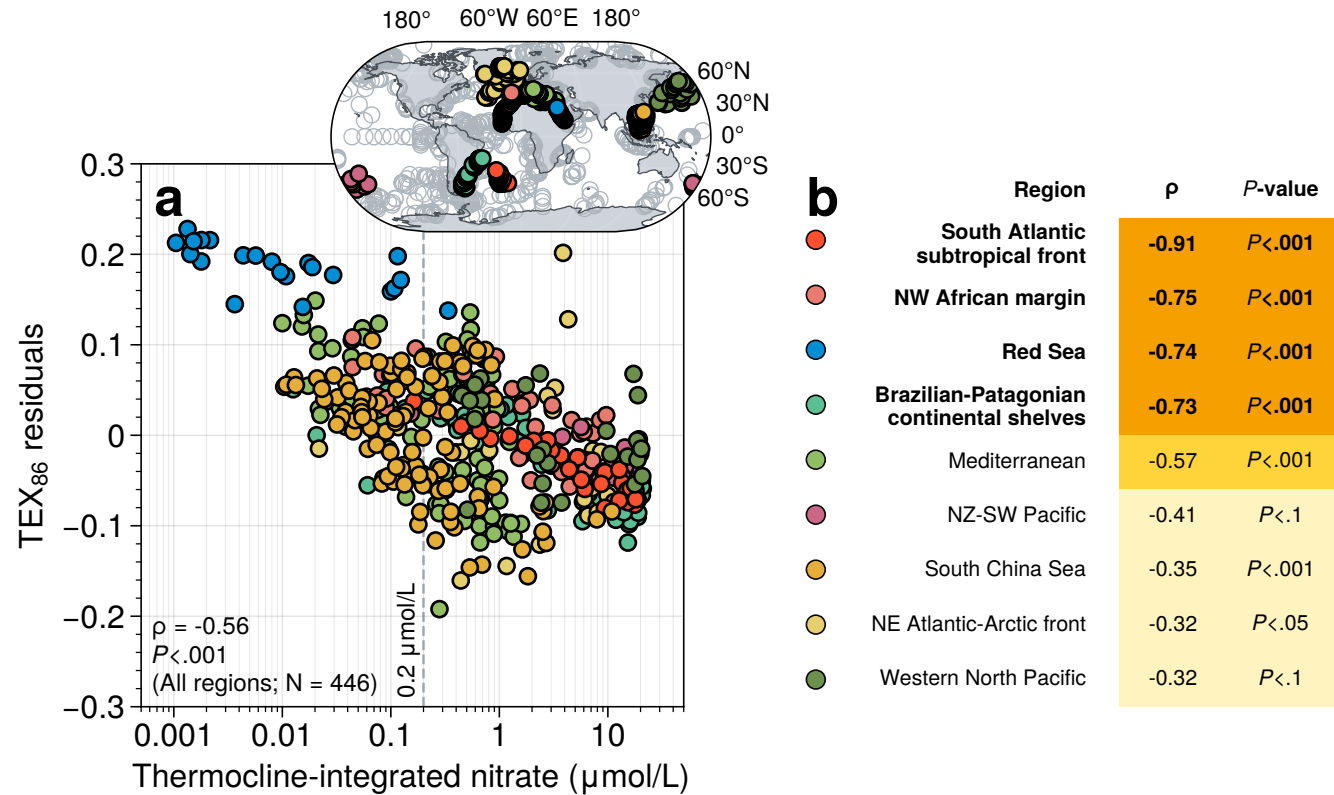 180° 60°W 60°E 180°
60°N
30°N
0°
30°S
60°S
a
0.3
0.2
0.1
0
−0.1
−0.2
−0.3
TEX₈₆ residuals
ρ = -0.56
P<.001
(All regions; N = 446)
0.2 μmol/L
0.001 0.01 0.1 1 10
Thermocline-integrated nitrate (μmol/L)
b
Region ρ P-value
South Atlantic
subtropical front -0.91 P<.001
NW African margin -0.75 P<.001
Red Sea -0.74 P<.001
Brazilian-Patagonian
continental shelves -0.73 P<.001
Mediterranean -0.57 P<.001
NZ-SW Pacific -0.41 P<.1
South China Sea -0.35 P<.001
NE Atlantic-Arctic front -0.32 P<.05
Western North Pacific -0.32 P<.1